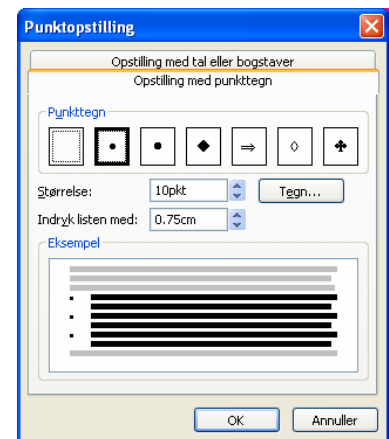 Punktopstilling
Opstilling med tal eller bogstaver
Opstilling med punkttegn
Punkttegn
Størrelse: 10pkt Tegn...
Indryk listen med: 0.75cm
Eksempel
OK Annuller